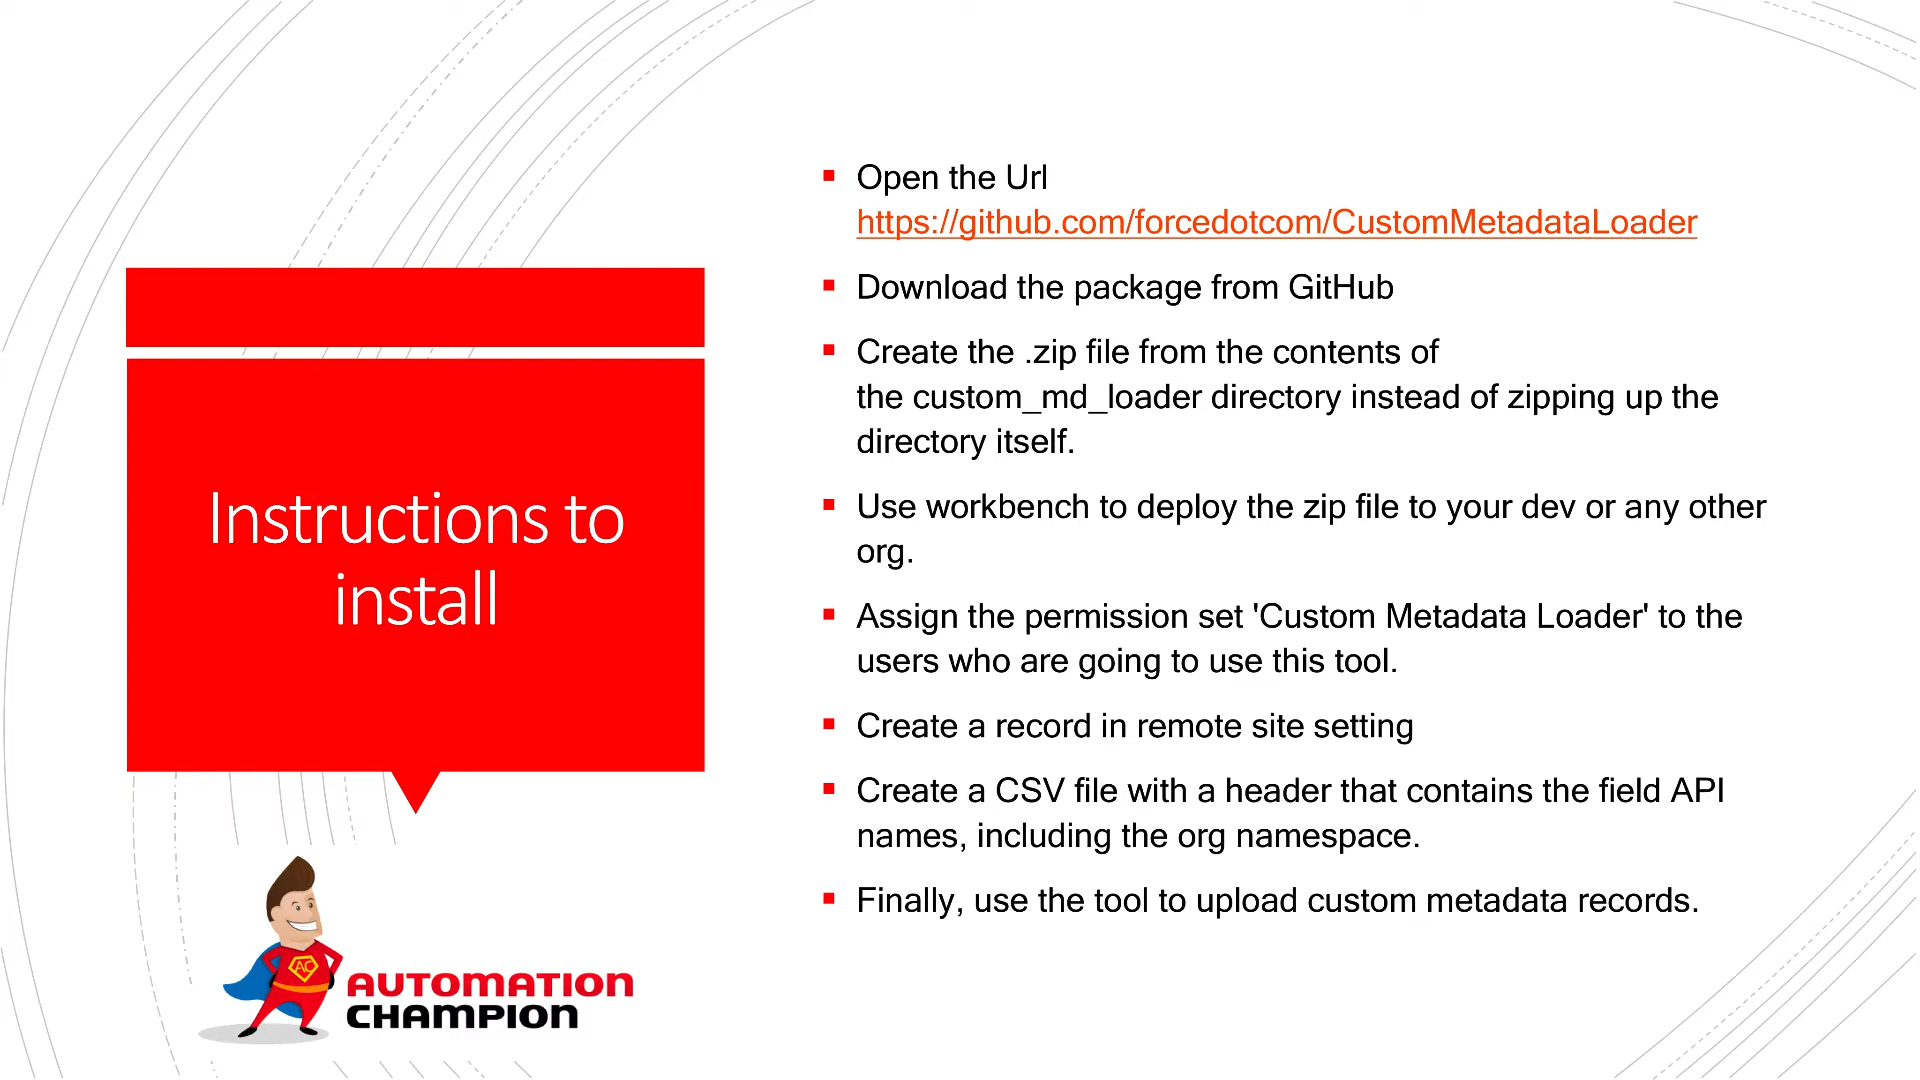 Instructions to
install
Open the Url
https://github.com/forcedotcom/CustomMetadataLoader
Download the package from GitHub
Create the .zip file from the contents of
the custom_md_loader directory instead of zipping up the
directory itself.
Use workbench to deploy the zip file to your dev or any other
org.
Assign the permission set 'Custom Metadata Loader' to the
users who are going to use this tool.
Create a record in remote site setting
Create a CSV file with a header that contains the field API
names, including the org namespace.
Finally, use the tool to upload custom metadata records.
AC
AUTOMATION
CHAMPION